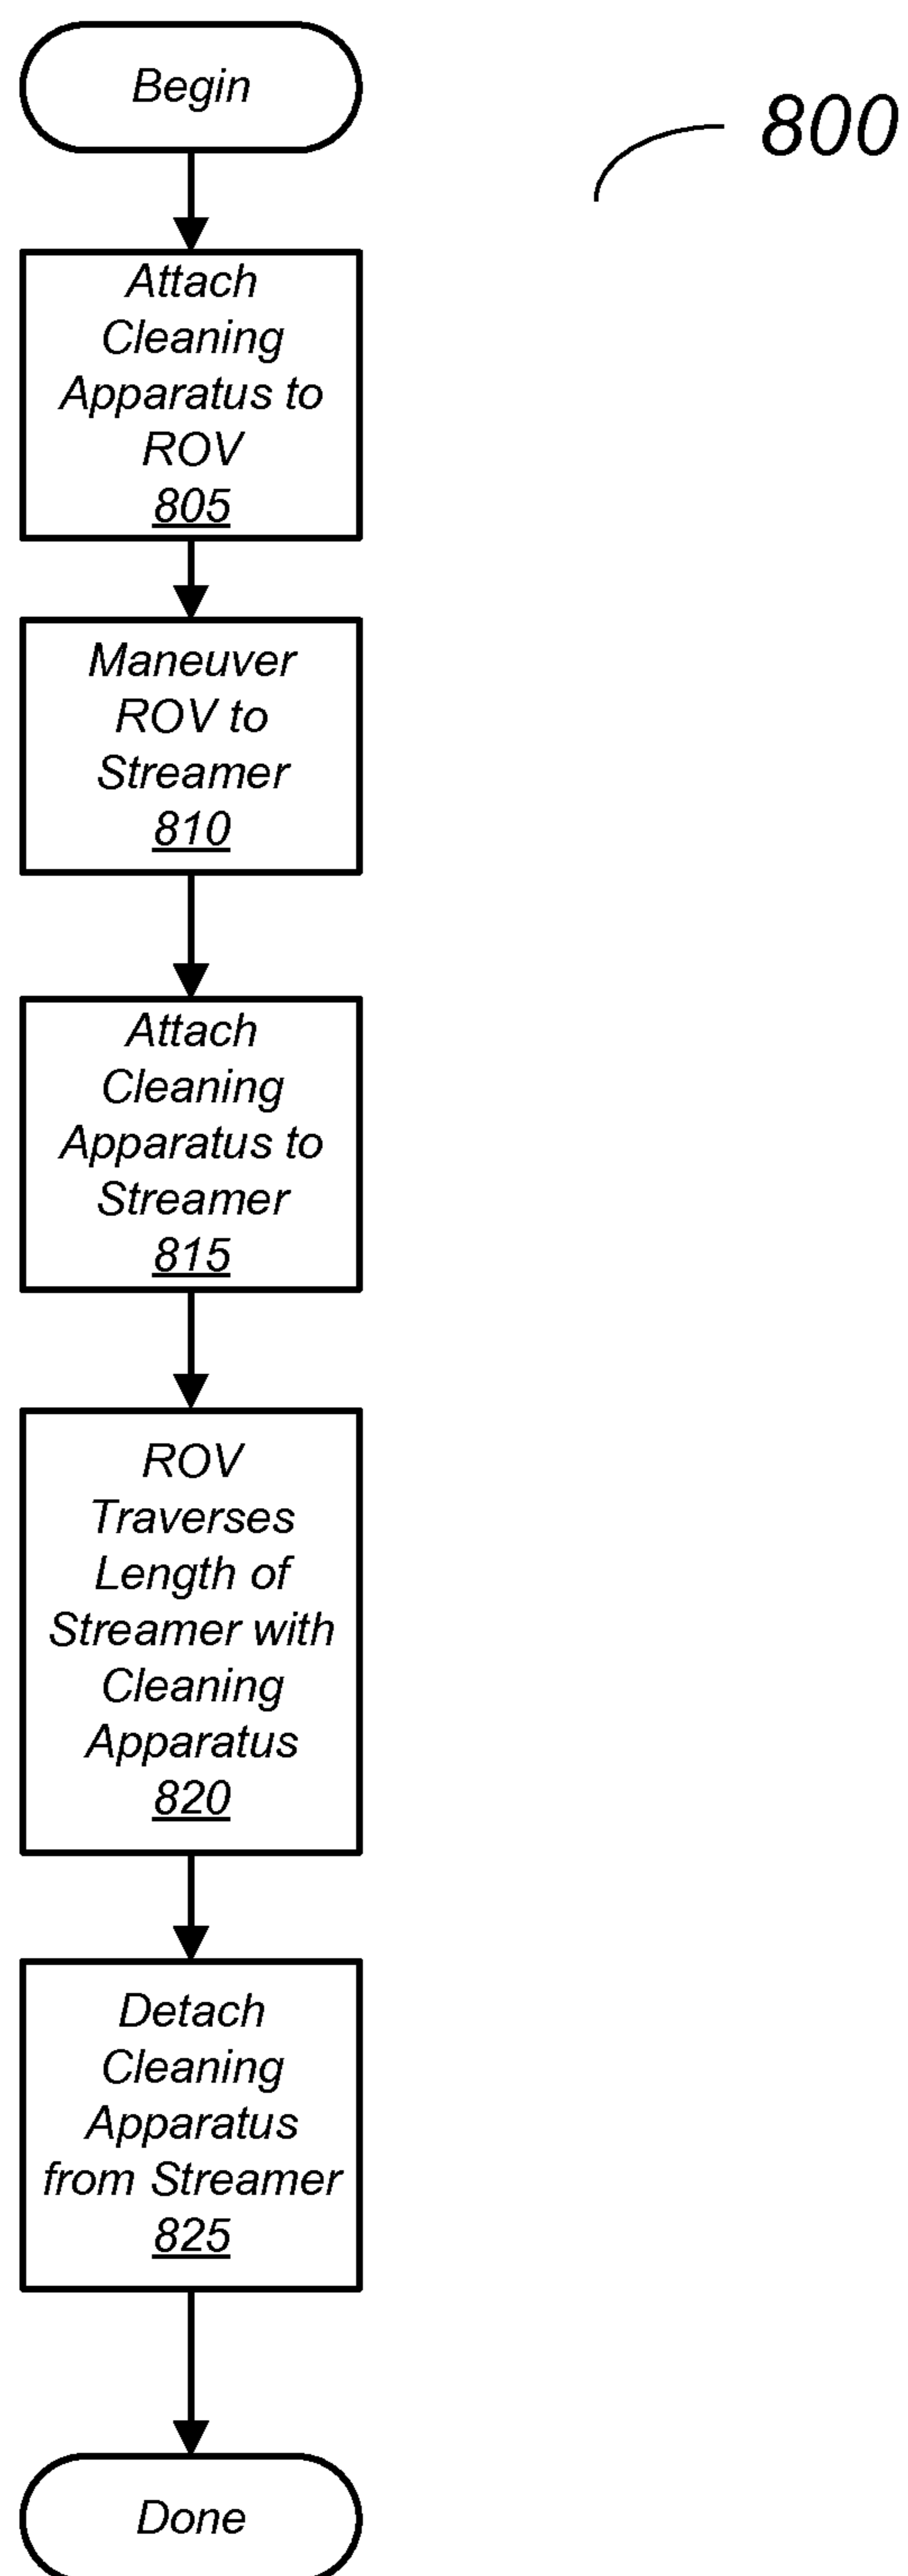 Begin
800
Attach
Cleaning
Apparatus to
ROV
805
Maneuver
ROV to
Streamer
810
Attach
Cleaning
Apparatus to
Streamer
815
ROV
Traverses
Length of
Streamer with
Cleaning
Apparatus
820
Detach
Cleaning
Apparatus
from Streamer
825
Done